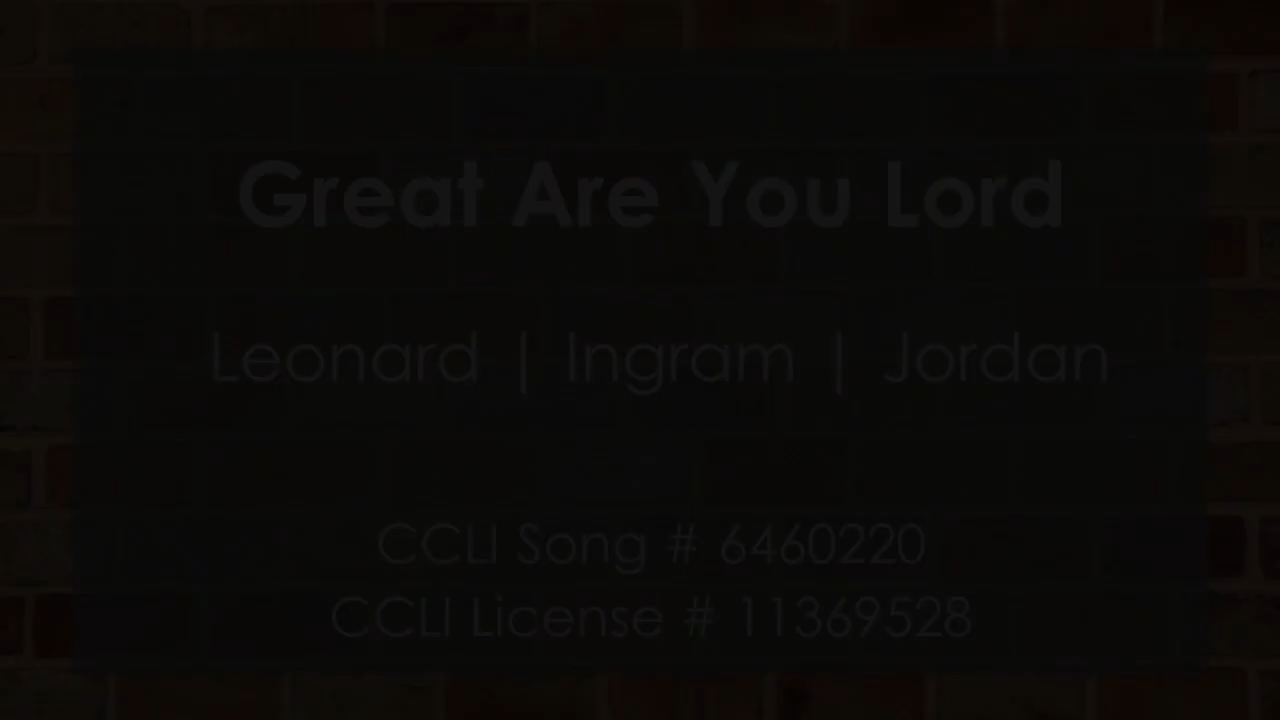 Great Are You Lord
Leonard | Ingram | Jordan
CCLI Song # 6460220
CCLI License # 11369528